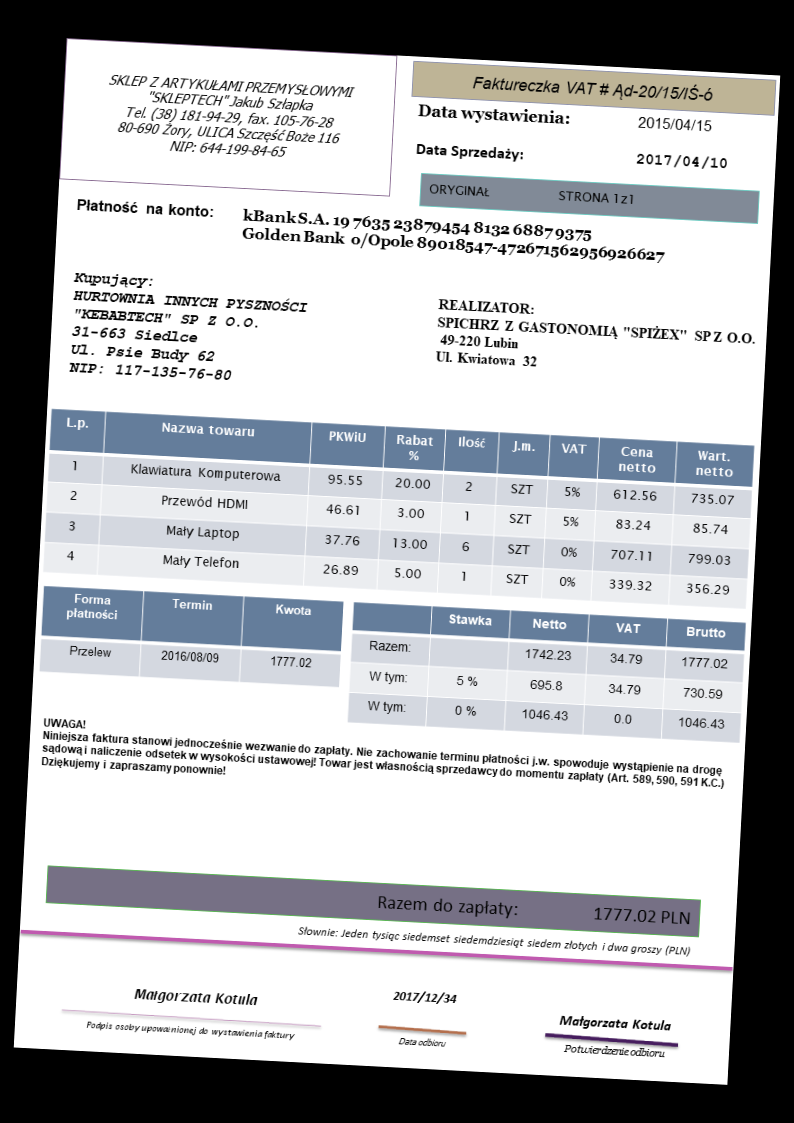 SKLEP Z ARTYKUŁAMI PRZEMYSŁOWYMI
"SKLEPTECH" Jakub Szłapka
Tel. (38) 181-94-29, fax. 105-76-28
80-690 Żory, ULICA Szczęść Boże 116
NIP: 644-199-84-65
Faktureczka VAT # Ąd-20/15/IŚ-ó
Data wystawienia: 2015/04/15
Data Sprzedaży: 2017/04/10
ORYGINAŁ STRONA 1 z 1
Płatność na konto: kBank S.A. 19 7635 23879454 8132 6887 9375
Golden Bank o/Opole 89018547-472671562956926627
Kupujący:
HURTOWNIA INNYCH PYSZNOŚCI
"KEBABTECH" SP Z O.O.
31-663 Siedlce
Ul. Psie Budy 62
NIP: 117-135-76-80
REALIZATOR:
SPICHRZ Z GASTONOMIĄ "SPIŻEX" SP Z O.O.
49-220 Lubin
Ul. Kwiatowa 32
L.p. Nazwa towaru PKWiU Rabat % Ilość J.m. VAT Cena netto Wart. netto
1 Klawiatura Komputerowa 95.55 20.00 2 SZT 5% 612.56 735.07
2 Przewód HDMI 46.61 3.00 1 SZT 5% 83.24 85.74
3 Mały Laptop 37.76 13.00 6 SZT 0% 707.11 799.03
4 Mały Telefon 26.89 5.00 1 SZT 0% 339.32 356.29
Forma płatności Termin Kwota
Przelew 2016/08/09 1777.02
Stawka Netto VAT Brutto
Razem: 1742.23 34.79 1777.02
W tym: 5 % 695.8 34.79 730.59
W tym: 0 % 1046.43 0.0 1046.43
UWAGA!
Niniejsza faktura stanowi jednocześnie wezwanie do zapłaty. Nie zachowanie terminu płatności j.w. spowoduje wystąpienie na drogę
sądową i naliczenie odsetek w wysokości ustawowej! Towar jest własnością sprzedawcy do momentu zapłaty (Art. 589, 590, 591 K.C.)
Dziękujemy i zapraszamy ponownie!
Razem do zapłaty: 1777.02 PLN
Słownie: Jeden tysiąc siedemset siedemdziesiąt siedem złotych i dwa groszy (PLN)
Małgorzata Kotula
Podpis osoby upoważnionej do wystawienia faktury
2017/12/34
Data odbioru
Małgorzata Kotula
Potwierdzenie odbioru